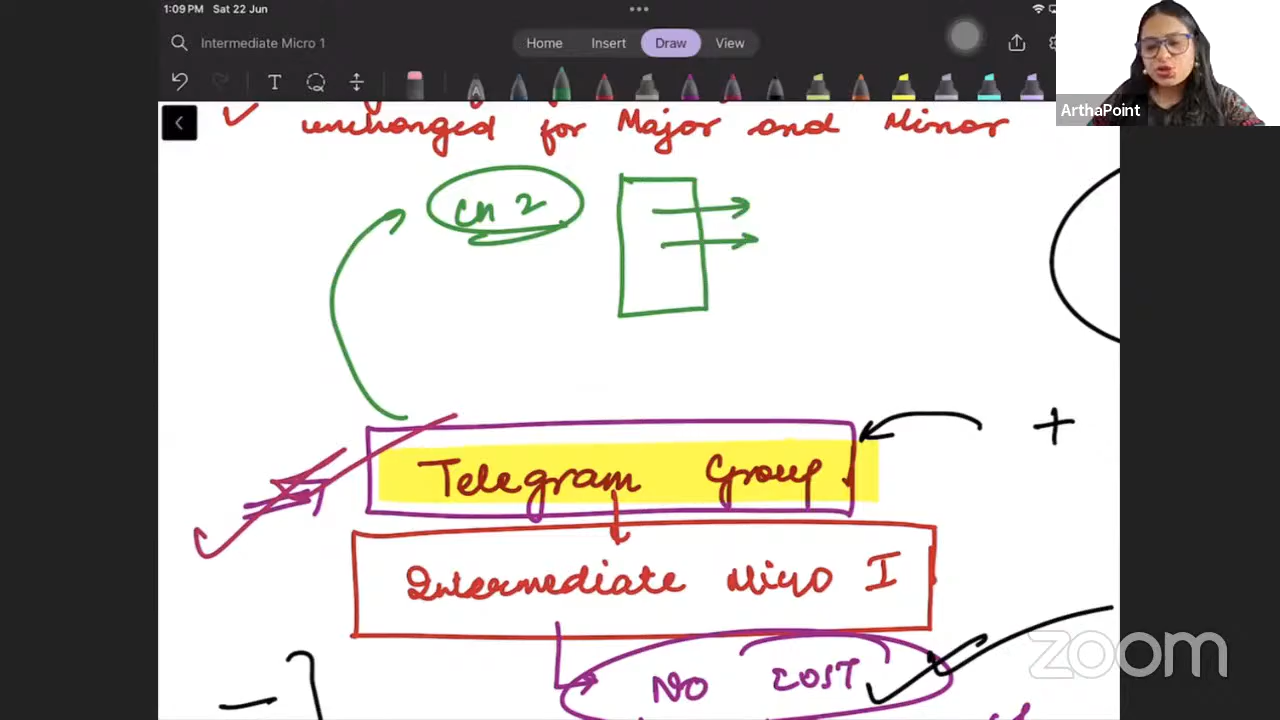 1:09 PM Sat 22 Jun
Intermediate Micro 1
Home Insert Draw View
ArthaPoint
unchanged for Major and Minor
CH 2
+
Telegram Group
Intermediate Micro I
NO COST
zoom